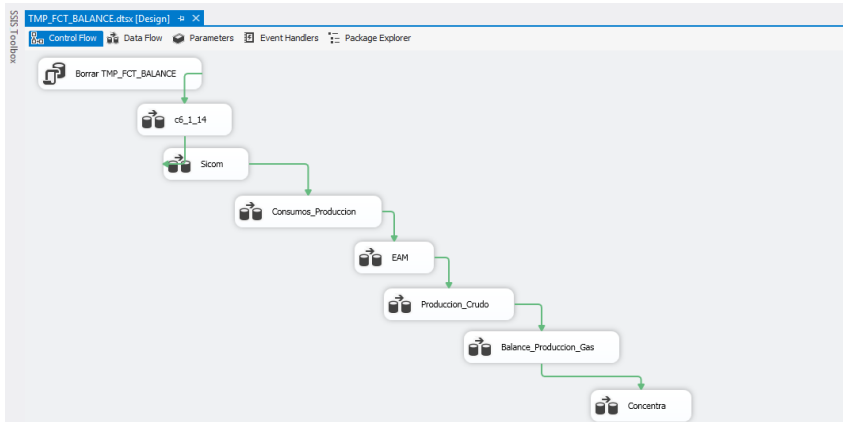 SSIS Toolbox
TMP_FCT_BALANCE.dtsx [Design]
Control Flow Data Flow Parameters Event Handlers Package Explorer
Borrar TMP_FCT_BALANCE
c6_1_14
Sicom
Consumos_Produccion
EAM
Produccion_Crudo
Balance_Produccion_Gas
Concentra